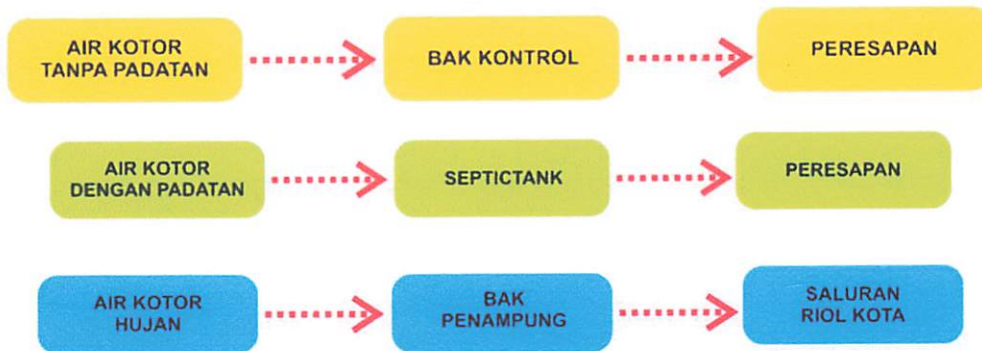 AIR KOTOR
TANPA PADATAN
BAK KONTROL
PERESAPAN
AIR KOTOR
DENGAN PADATAN
SEPTICTANK
PERESAPAN
AIR KOTOR
HUJAN
BAK
PENAMPUNG
SALURAN
RIOL KOTA